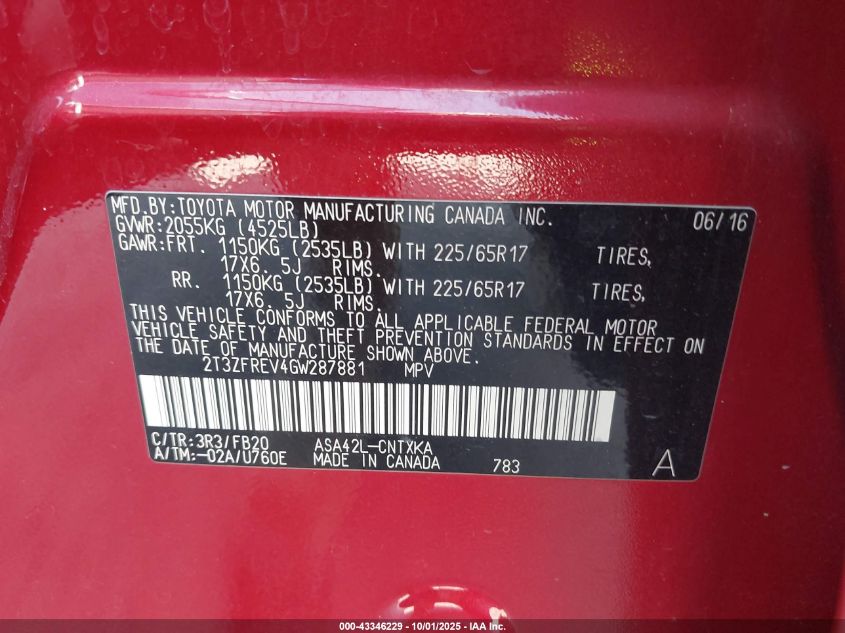 MFD.BY:TOYOTA MOTOR MANUFACTURING CANADA INC. 06/16
GVWR:2055KG (4525LB)
GAWR:FRT. 1150KG (2535LB) WITH 225/65R17 TIRES,
17X6. 5J RIMS.
RR. 1150KG (2535LB) WITH 225/65R17 TIRES,
17X6. 5J RIMS.
THIS VEHICLE CONFORMS TO ALL APPLICABLE FEDERAL MOTOR
VEHICLE SAFETY AND THEFT PREVENTION STANDARDS IN EFFECT ON
THE DATE OF MANUFACTURE SHOWN ABOVE.
2T3ZFREV4GW287881 MPV
C/TR:3R3/FB20 ASA42L-CNTXKA
A/TM:-02A/U760E MADE IN CANADA 783 A
000-43346229 - 10/01/2025 - IAA Inc.